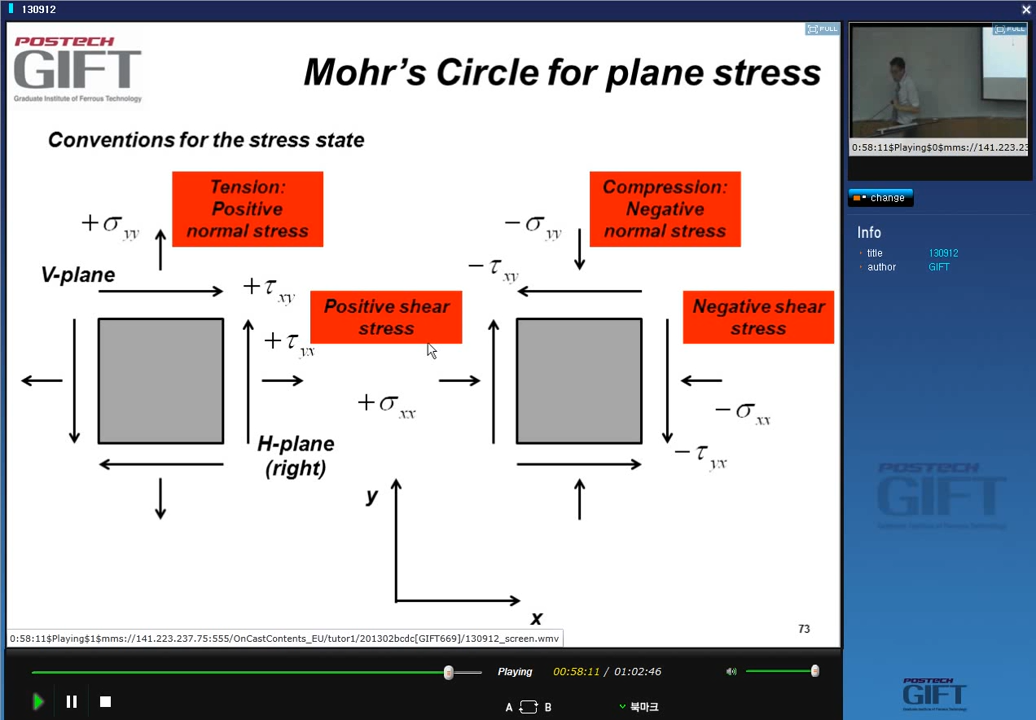 130912
FULL
FULL
POSTECH
GIFT
Graduate Institute of Ferrous Technology
Mohr's Circle for plane stress
Conventions for the stress state
Tension:
Positive
normal stress
Compression:
Negative
normal stress
+σyy
−σyy
V-plane
−τxy
+τxy
Positive shear
stress
Negative shear
stress
+τyx
+σxx
−σxx
H-plane
(right)
−τyx
y
x
73
0:58:11$Playing$1$mms://141.223.237.75:555/OnCastContents_EU/tutor1/201302bcdc[GIFT669]/130912_screen.wmv
Playing
00:58:11 / 01:02:46
A B
북마크
0:58:11$Playing$0$mms://141.223.23
change
Info
title 130912
author GIFT
POSTECH
GIFT
POSTECH
GIFT